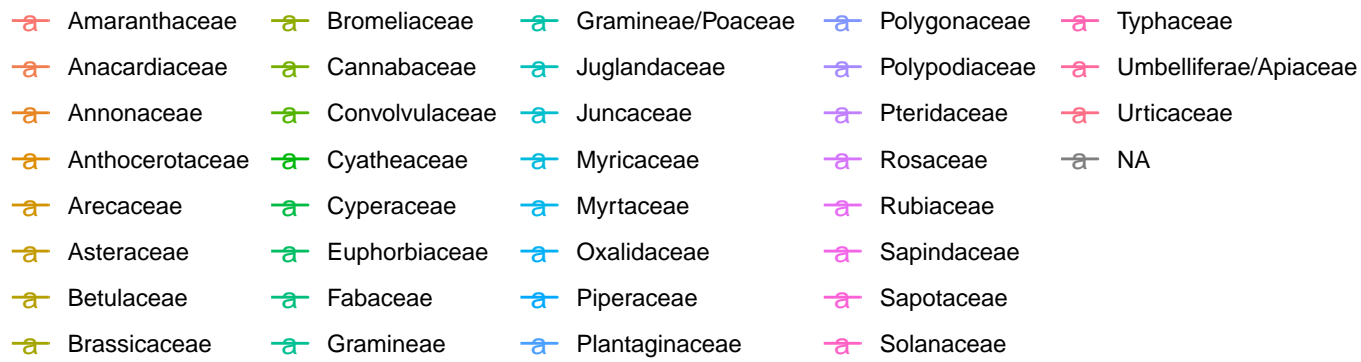 a Amaranthaceae a Bromeliaceae a Gramineae/Poaceae a Polygonaceae a Typhaceae
a Anacardiaceae a Cannabaceae a Juglandaceae a Polypodiaceae a Umbelliferae/Apiaceae
a Annonaceae a Convolvulaceae a Juncaceae a Pteridaceae a Urticaceae
a Anthocerotaceae a Cyatheaceae a Myricaceae a Rosaceae a NA
a Arecaceae a Cyperaceae a Myrtaceae a Rubiaceae
a Asteraceae a Euphorbiaceae a Oxalidaceae a Sapindaceae
a Betulaceae a Fabaceae a Piperaceae a Sapotaceae
a Brassicaceae a Gramineae a Plantaginaceae a Solanaceae